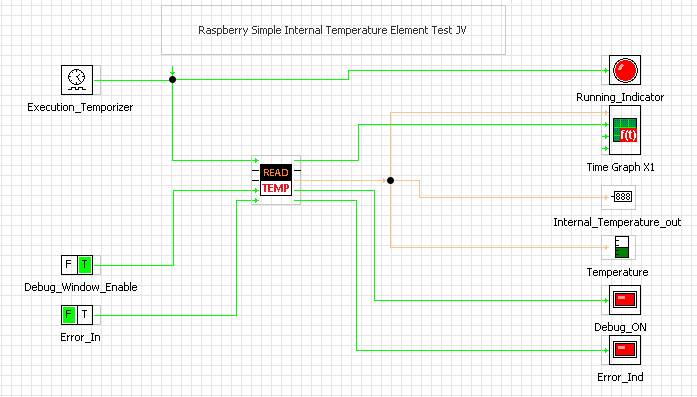 Raspberry Simple Internal Temperature Element Test JV
Execution_Temporizer
Running_Indicator
f(t)
Time Graph X1
READ
TEMP
-888
Internal_Temperature_out
F T
Debug_Window_Enable
Temperature
F T
Error_In
Debug_ON
Error_Ind